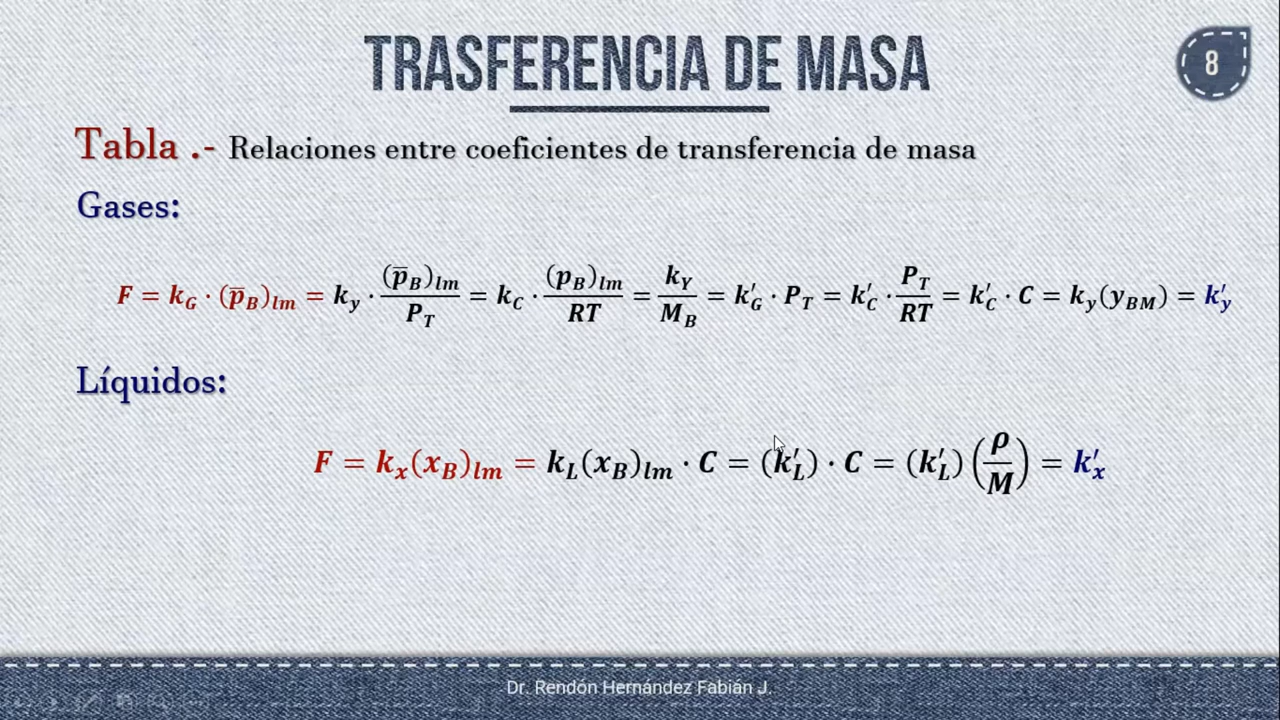 TRASFERENCIA DE MASA
8
Tabla .- Relaciones entre coeficientes de transferencia de masa
Gases:
F = k_G · (p̅_B)_lm = k_y · (p̅_B)_lm / P_T = k_C · (p_B)_lm / RT = k_Y / M_B = k′_G · P_T = k′_C · P_T / RT = k′_C · C = k_y(y_BM) = k′_y
Líquidos:
F = k_x(x_B)_lm = k_L(x_B)_lm · C = (k′_L) · C = (k′_L) (ρ / M) = k′_x
Dr. Rendón Hernández Fabián J.